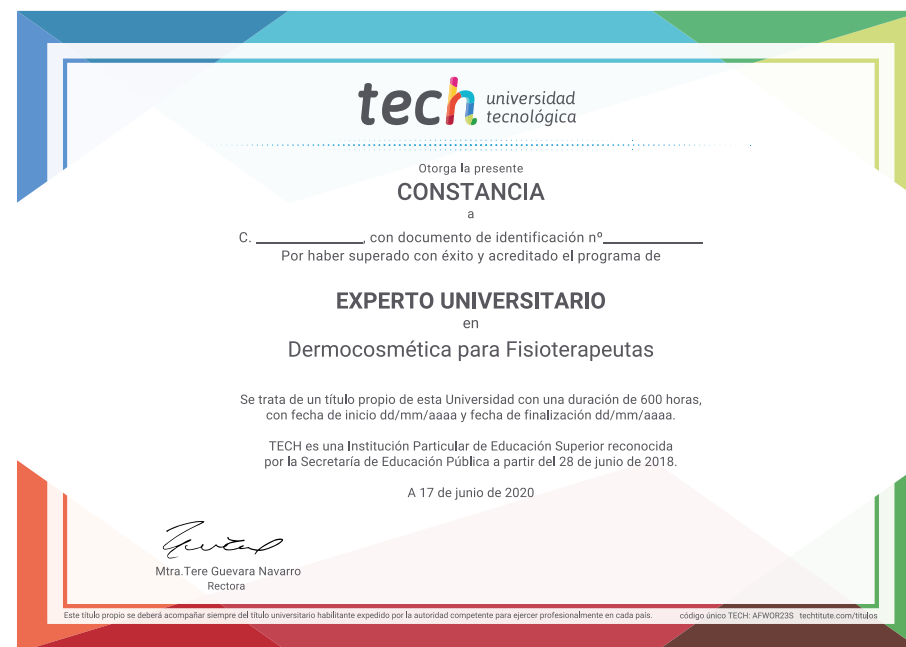 tech universidad
tecnológica
Otorga la presente
CONSTANCIA
a
C. ______________, con documento de identificación nº_____________
Por haber superado con éxito y acreditado el programa de
EXPERTO UNIVERSITARIO
en
Dermocosmética para Fisioterapeutas
Se trata de un título propio de esta Universidad con una duración de 600 horas,
con fecha de inicio dd/mm/aaaa y fecha de finalización dd/mm/aaaa.
TECH es una Institución Particular de Educación Superior reconocida
por la Secretaría de Educación Pública a partir del 28 de junio de 2018.
A 17 de junio de 2020
Mtra.Tere Guevara Navarro
Rectora
Este título propio se deberá acompañar siempre del título universitario habilitante expedido por la autoridad competente para ejercer profesionalmente en cada país. código único TECH: AFWOR23S techtitute.com/titulos